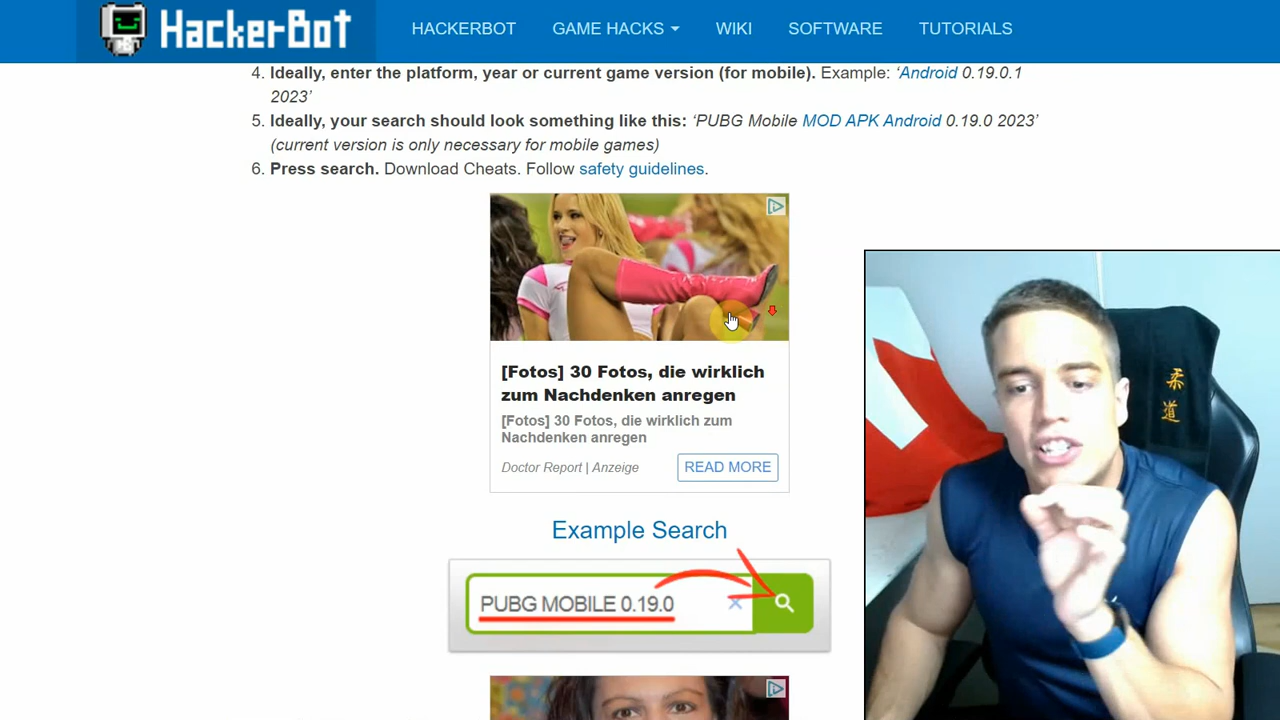 HackerBot
HACKERBOT GAME HACKS WIKI SOFTWARE TUTORIALS
4. Ideally, enter the platform, year or current game version (for mobile). Example: ‘Android 0.19.0.1
2023’
5. Ideally, your search should look something like this: ‘PUBG Mobile MOD APK Android 0.19.0 2023’
(current version is only necessary for mobile games)
6. Press search. Download Cheats. Follow safety guidelines.
[Fotos] 30 Fotos, die wirklich
zum Nachdenken anregen
[Fotos] 30 Fotos, die wirklich zum
Nachdenken anregen
Doctor Report | Anzeige
READ MORE
Example Search
PUBG MOBILE 0.19.0
柔
道